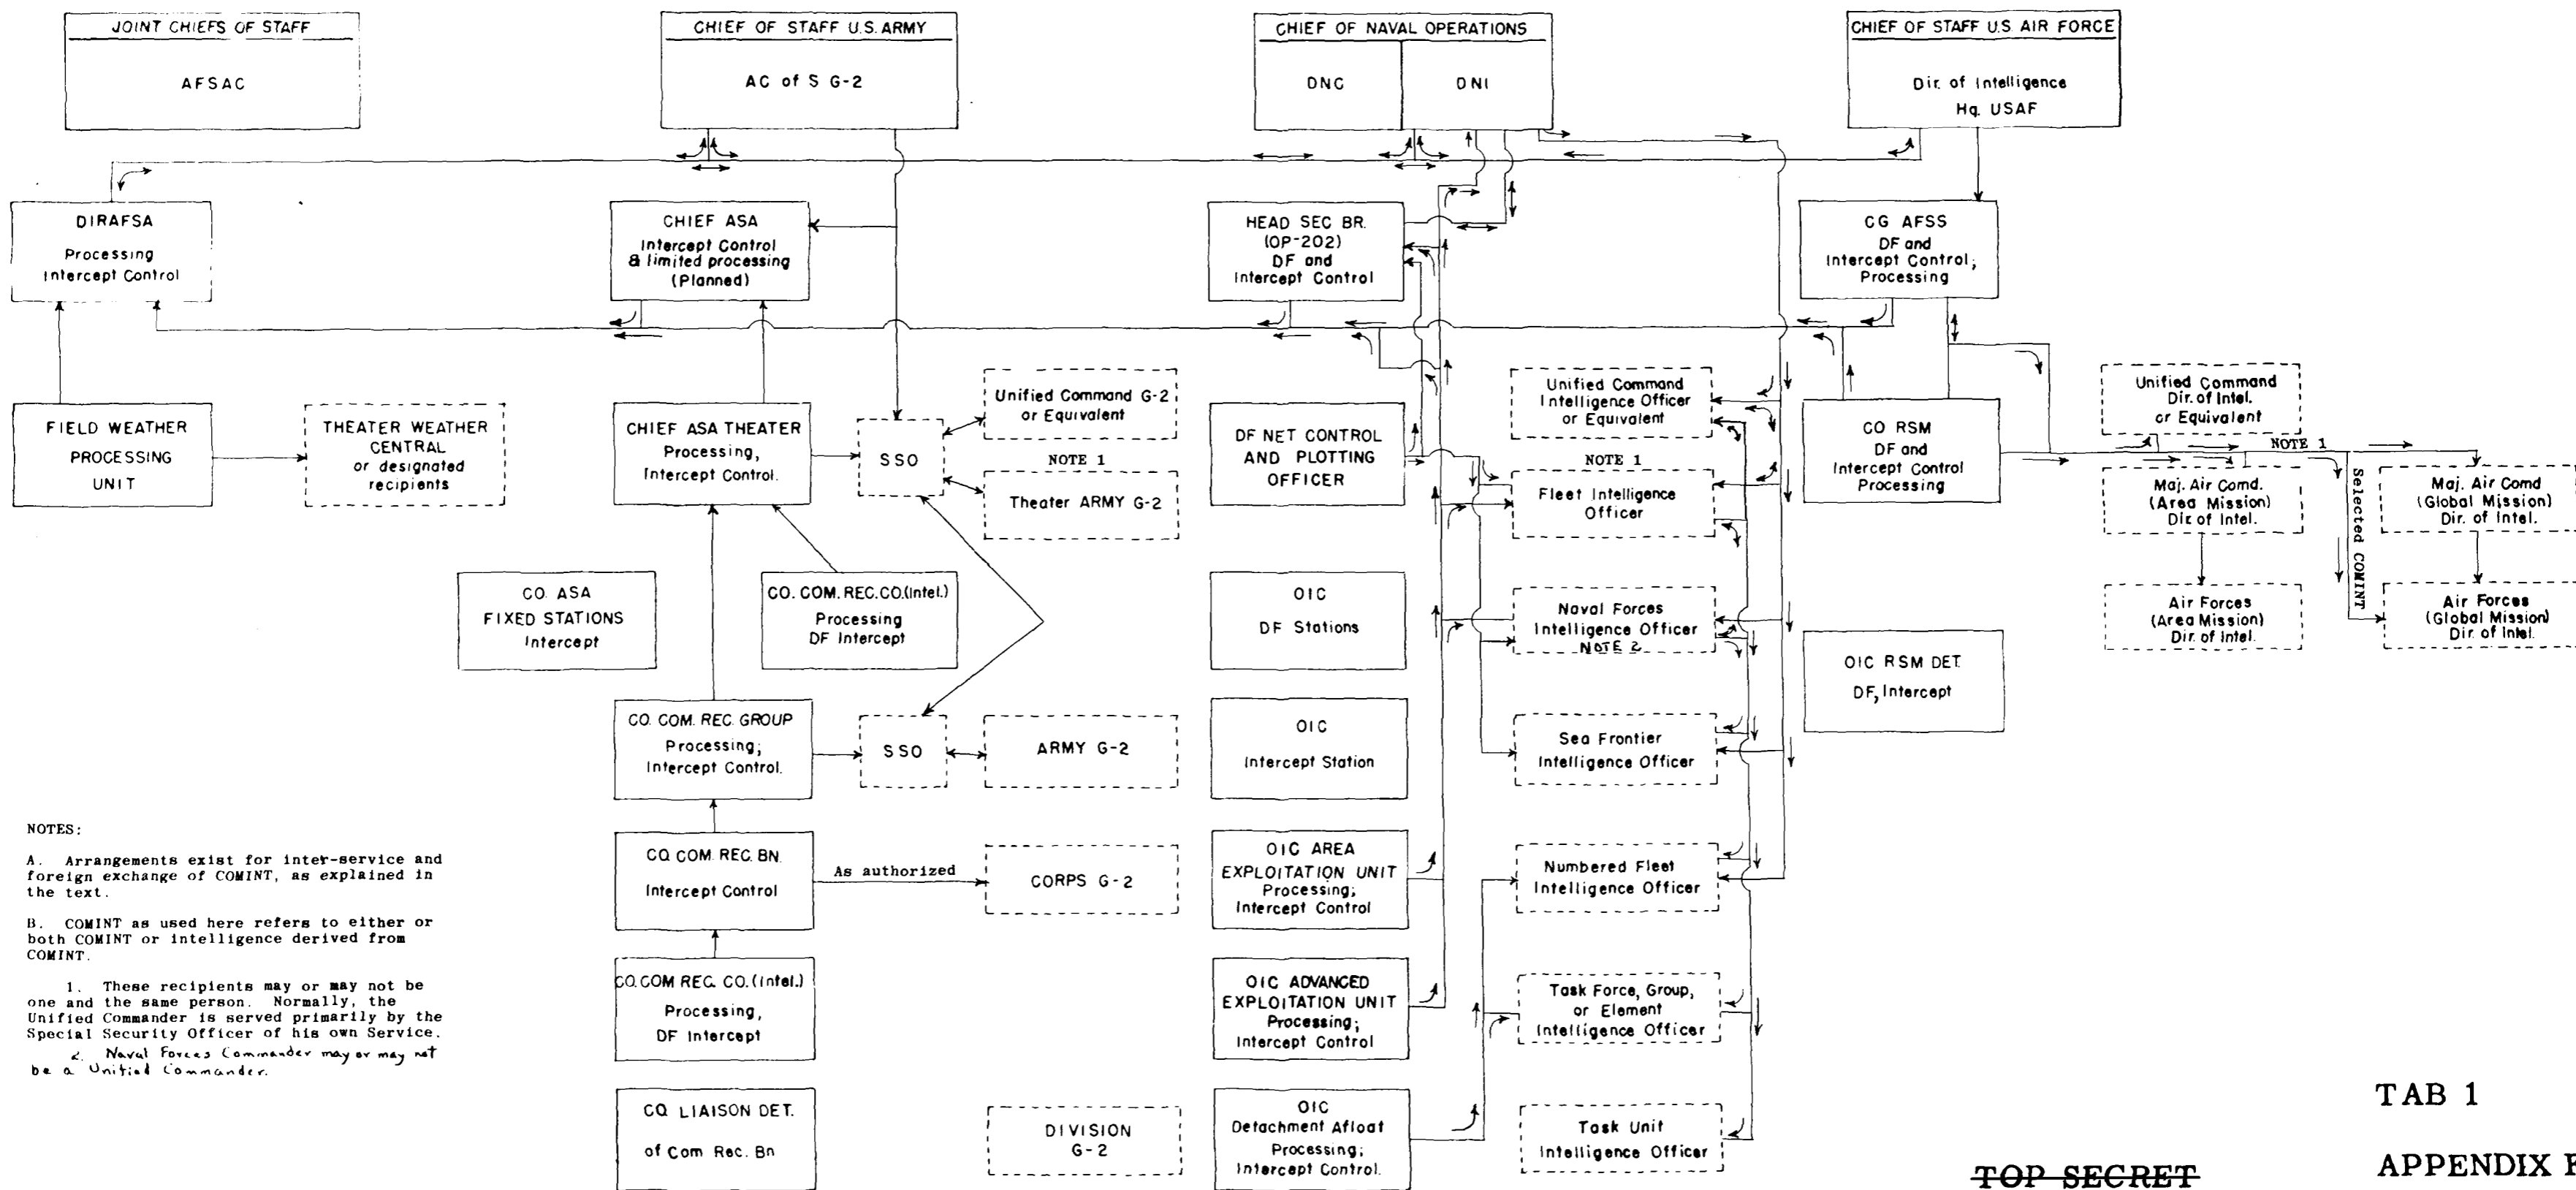 JOINT CHIEFS OF STAFF
AFSAC
CHIEF OF STAFF U.S. ARMY
AC of S G-2
CHIEF OF NAVAL OPERATIONS
DNC
DNI
CHIEF OF STAFF U.S. AIR FORCE
Dir. of Intelligence
Hq. USAF
DIRAFSA
Processing
Intercept Control
CHIEF ASA
Intercept Control
& limited processing
(Planned)
HEAD SEC BR.
(OP-202)
DF and
Intercept Control
CG AFSS
DF and
Intercept Control;
Processing
FIELD WEATHER
PROCESSING
UNIT
THEATER WEATHER
CENTRAL
or designated
recipients
CHIEF ASA THEATER
Processing,
Intercept Control.
SSO
Unified Command G-2
or Equivalent
NOTE 1
Theater ARMY G-2
DF NET CONTROL
AND PLOTTING
OFFICER
Unified Command
Intelligence Officer
or Equivalent
NOTE 1
Fleet Intelligence
Officer
CO RSM
DF and
Intercept Control
Processing
Unified Command
Dir. of Intel.
or Equivalent
NOTE 1
Maj. Air Comd.
(Area Mission)
Dir. of Intel.
Selected COMINT
Maj. Air Comd
(Global Mission)
Dir. of Intel.
CO. ASA
FIXED STATIONS
Intercept
CO. COM. REC. CO. (Intel.)
Processing
DF Intercept
OIC
DF Stations
Naval Forces
Intelligence Officer
NOTE 2
Air Forces
(Area Mission)
Dir. of Intel.
Air Forces
(Global Mission)
Dir. of Intel.
OIC RSM DET.
DF, Intercept
CO. COM. REC. GROUP
Processing;
Intercept Control.
SSO
ARMY G-2
OIC
Intercept Station
Sea Frontier
Intelligence Officer
CO. COM. REC. BN.
Intercept Control
As authorized
CORPS G-2
OIC AREA
EXPLOITATION UNIT
Processing;
Intercept Control
Numbered Fleet
Intelligence Officer
CO. COM REC. CO. (Intel.)
Processing,
DF Intercept
OIC ADVANCED
EXPLOITATION UNIT
Processing;
Intercept Control
Task Force, Group,
or Element
Intelligence Officer
CO. LIAISON DET.
of Com Rec. Bn
DIVISION
G-2
OIC
Detachment Afloat
Processing;
Intercept Control.
Task Unit
Intelligence Officer
NOTES:
A. Arrangements exist for inter-service and
foreign exchange of COMINT, as explained in
the text.
B. COMINT as used here refers to either or
both COMINT or intelligence derived from
COMINT.
1. These recipients may or may not be
one and the same person. Normally, the
Unified Commander is served primarily by the
Special Security Officer of his own Service.
2. Naval Forces Commander may or may not
be a Unified Commander.
TOP SECRET
TAB 1
APPENDIX